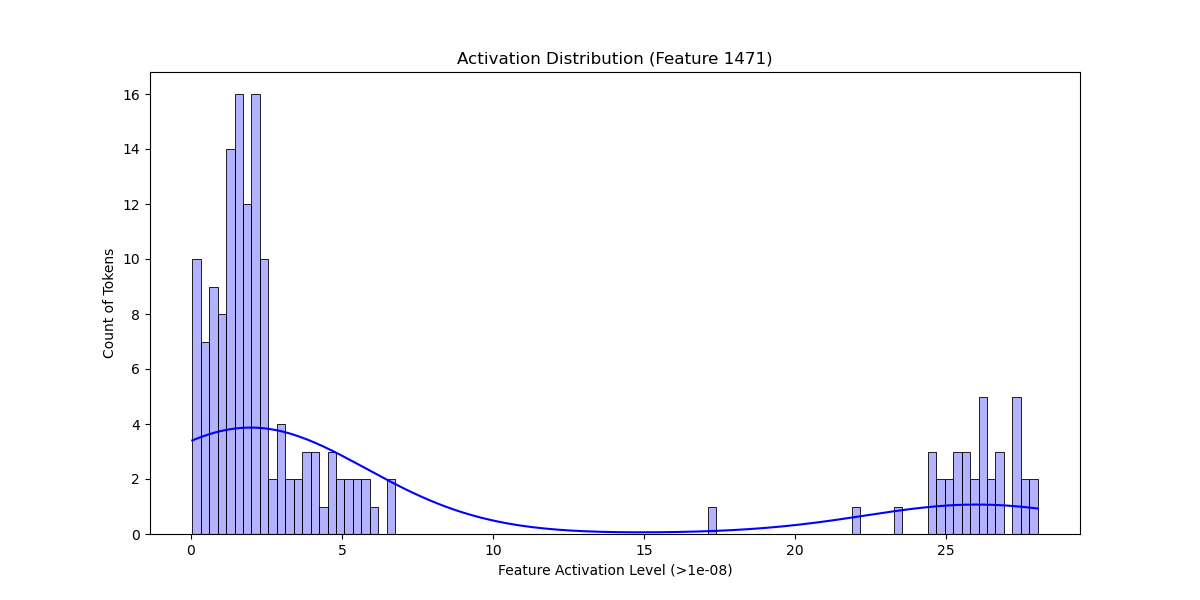 Activation Distribution (Feature 1471)
16
14
12
10
8
6
4
2
0
Count of Tokens
0 5 10 15 20 25
Feature Activation Level (>1e-08)